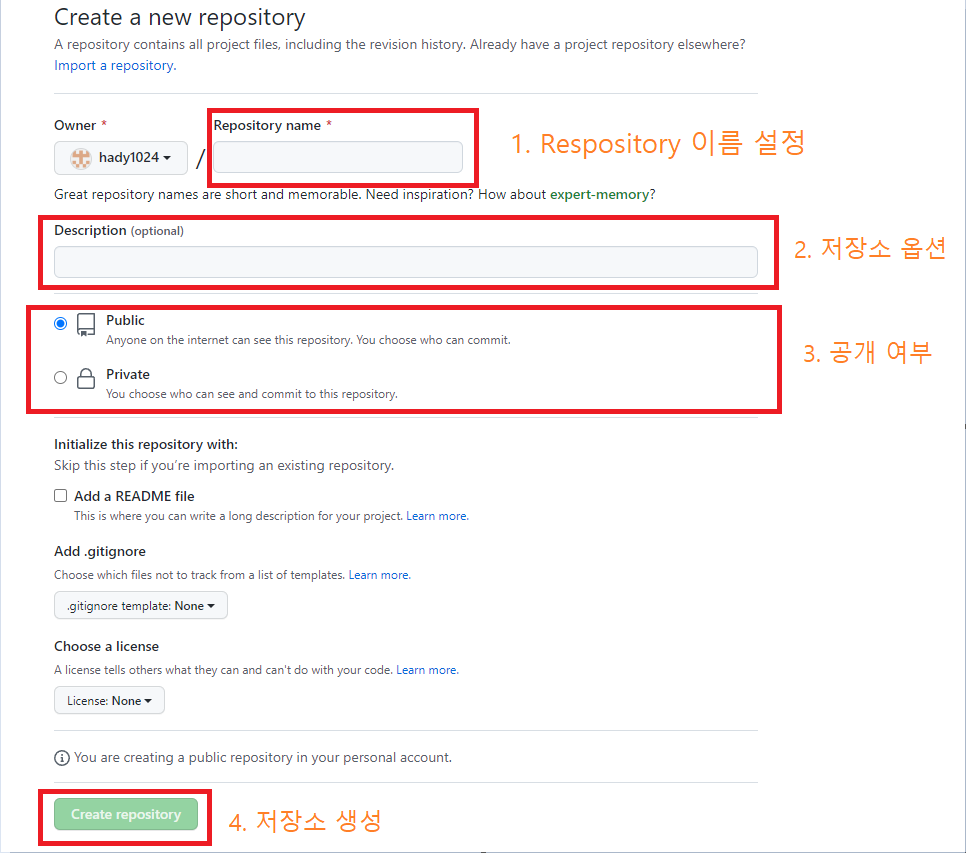 Create a new repository
A repository contains all project files, including the revision history. Already have a project repository elsewhere?
Import a repository.
Owner *
Repository name *
hady1024
/
1. Respository 이름 설정
Great repository names are short and memorable. Need inspiration? How about expert-memory?
Description (optional)
2. 저장소 옵션
Public
Anyone on the internet can see this repository. You choose who can commit.
3. 공개 여부
Private
You choose who can see and commit to this repository.
Initialize this repository with:
Skip this step if you're importing an existing repository.
Add a README file
This is where you can write a long description for your project. Learn more.
Add .gitignore
Choose which files not to track from a list of templates. Learn more.
.gitignore template: None
Choose a license
A license tells others what they can and can't do with your code. Learn more.
License: None
You are creating a public repository in your personal account.
Create repository
4. 저장소 생성